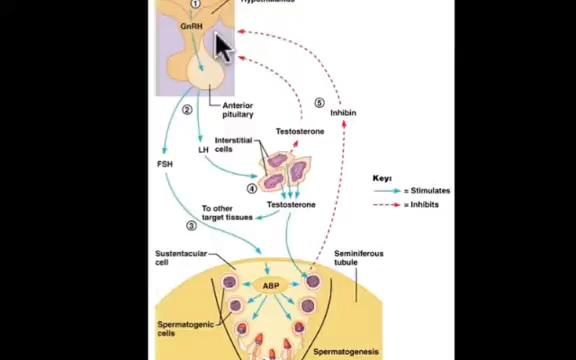 ①
Hypothalamus
GnRH
Anterior
pituitary
②
⑤
Inhibin
Testosterone
Interstitial
cells
LH
FSH
④
Key:
= Stimulates
= Inhibits
Testosterone
To other
target tissues
③
Sustentacular
cell
Seminiferous
tubule
ABP
Spermatogenic
cells
Spermatogenesis